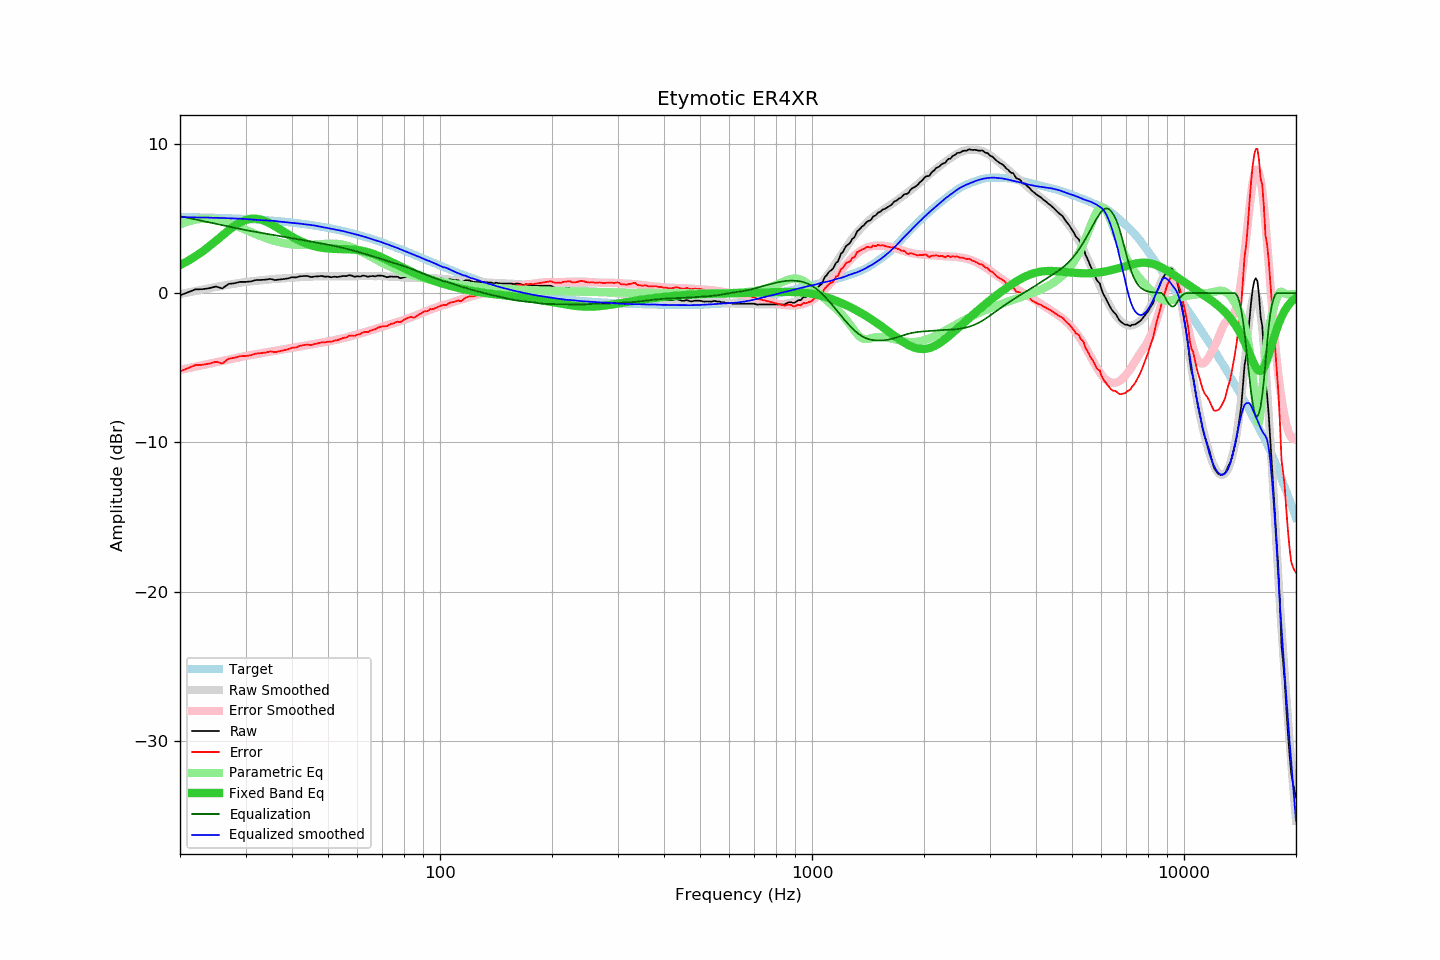 Etymotic ER4XR
Amplitude (dBr)
10
0
−10
−20
−30
Target
Raw Smoothed
Error Smoothed
Raw
Error
Parametric Eq
Fixed Band Eq
Equalization
Equalized smoothed
100 1000 10000
Frequency (Hz)